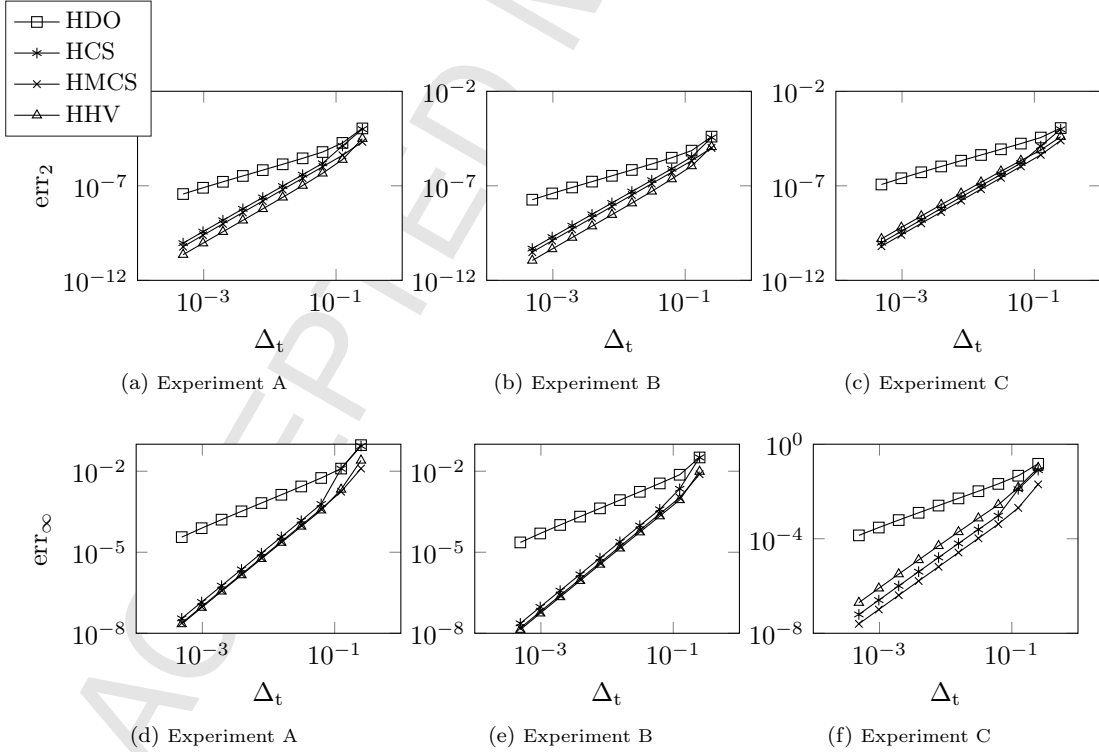 HDO
HCS
HMCS
HHV
err₂
10⁻⁷
10⁻¹²
10⁻³
10⁻¹
Δₜ
(a) Experiment A
10⁻²
10⁻⁷
10⁻¹²
10⁻³
10⁻¹
Δₜ
(b) Experiment B
10⁻²
10⁻⁷
10⁻¹²
10⁻³
10⁻¹
Δₜ
(c) Experiment C
err∞
10⁻²
10⁻⁵
10⁻⁸
10⁻³
10⁻¹
Δₜ
(d) Experiment A
10⁻²
10⁻⁵
10⁻⁸
10⁻³
10⁻¹
Δₜ
(e) Experiment B
10⁰
10⁻⁴
10⁻⁸
10⁻³
10⁻¹
Δₜ
(f) Experiment C